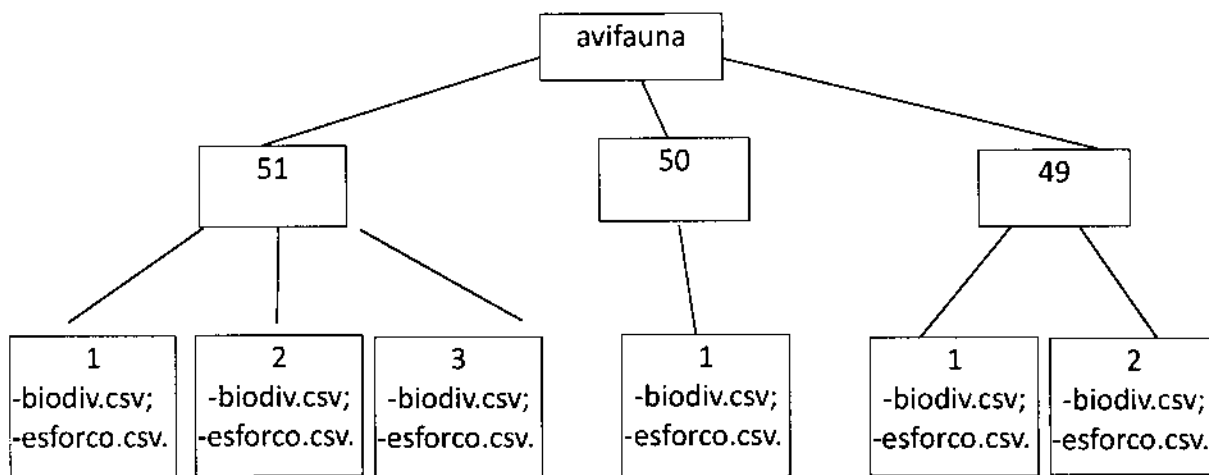 avifauna
51
50
49
1
-biodiv.csv;
-esforco.csv.
2
-biodiv.csv;
-esforco.csv.
3
-biodiv.csv;
-esforco.csv.
1
-biodiv.csv;
-esforco.csv.
1
-biodiv.csv;
-esforco.csv.
2
-biodiv.csv;
-esforco.csv.